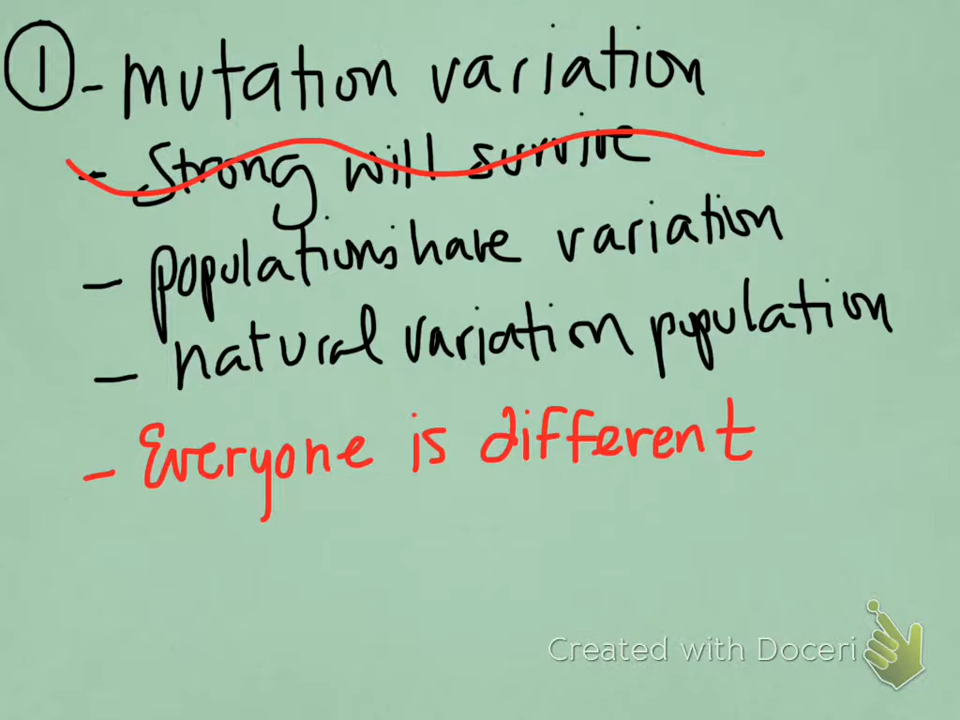 ① - mutation variation
- Strong will survive
- populations have variation
- natural variation population
- Everyone is different
Created with Doceri